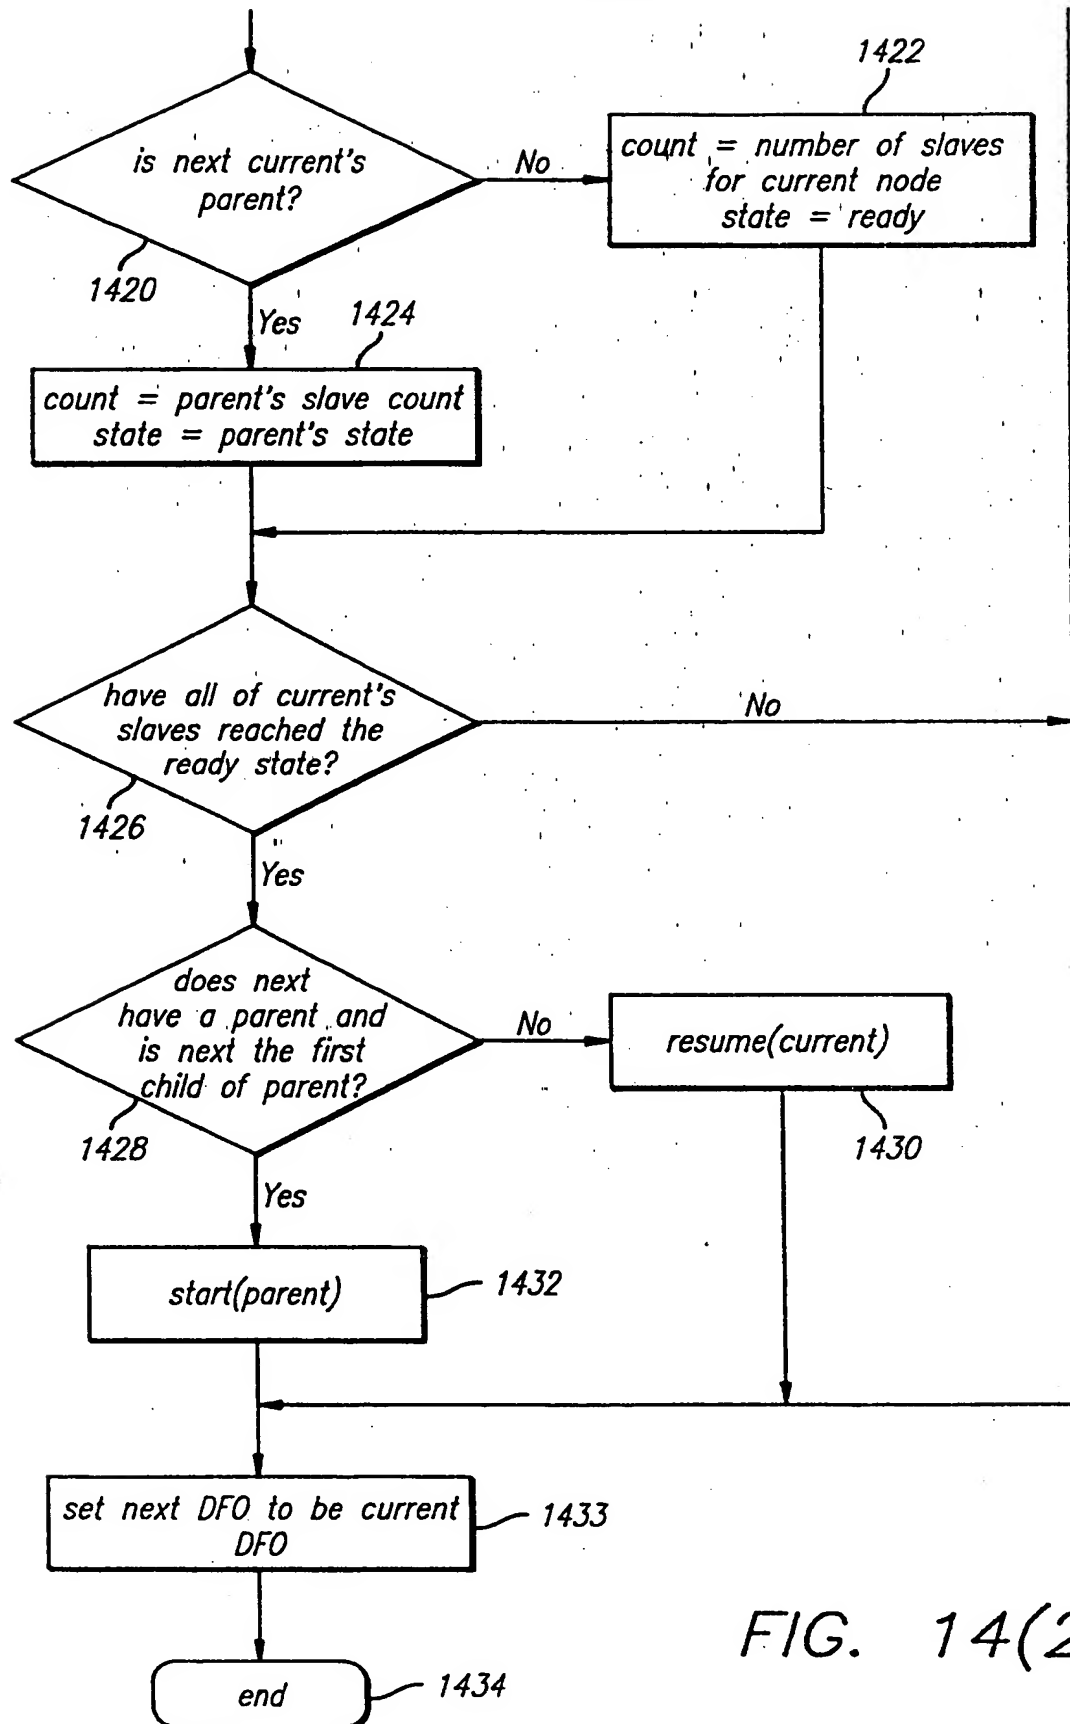 1422
is next current's
parent?
No
count = number of slaves
for current node
state = ready
1420
Yes
1424
count = parent's slave count
state = parent's state
have all of current's
slaves reached the
ready state?
No
1426
Yes
does next
have a parent and
is next the first
child of parent?
No
resume(current)
1428
1430
Yes
start(parent)
1432
set next DFO to be current
DFO
1433
FIG. 14(2
end
1434